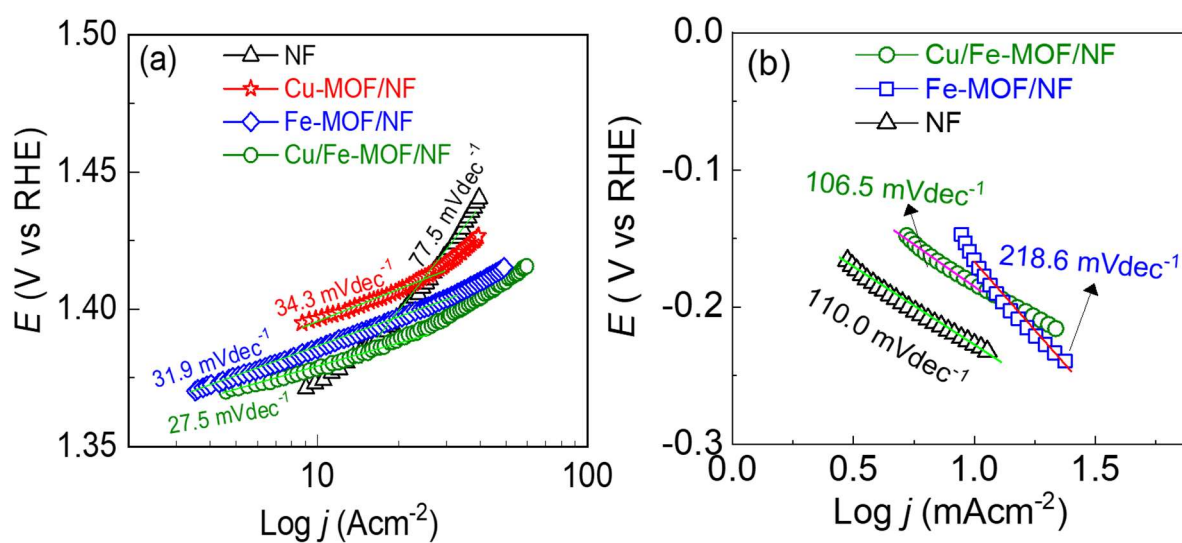 (a)
NF
Cu-MOF/NF
Fe-MOF/NF
Cu/Fe-MOF/NF
77.5 mVdec⁻¹
34.3 mVdec⁻¹
31.9 mVdec⁻¹
27.5 mVdec⁻¹
1.50
1.45
1.40
1.35
E (V vs RHE)
10
100
Log j (Acm⁻²)
(b)
Cu/Fe-MOF/NF
Fe-MOF/NF
NF
106.5 mVdec⁻¹
218.6 mVdec⁻¹
110.0 mVdec⁻¹
0.0
-0.1
-0.2
-0.3
E ( V vs RHE)
0.0
0.5
1.0
1.5
Log j (mAcm⁻²)